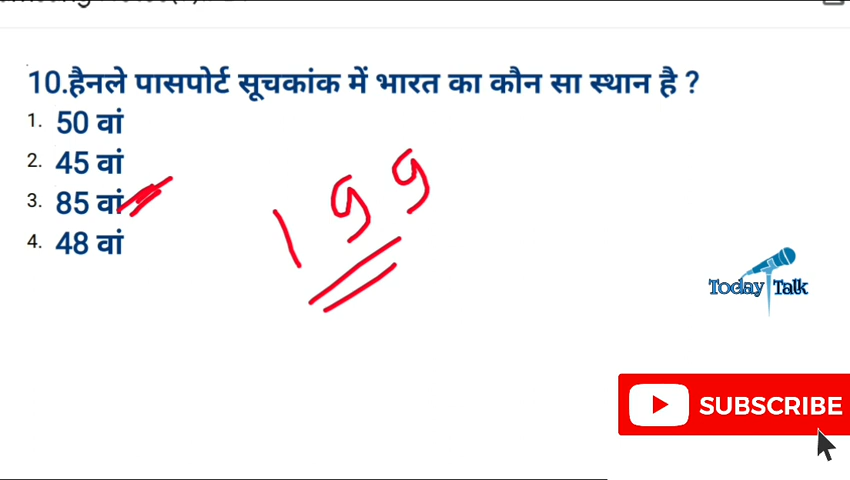 10.हैनले पासपोर्ट सूचकांक में भारत का कौन सा स्थान है ?
1. 50 वां
2. 45 वां
3. 85 वां
4. 48 वां
199
Today Talk
SUBSCRIBE